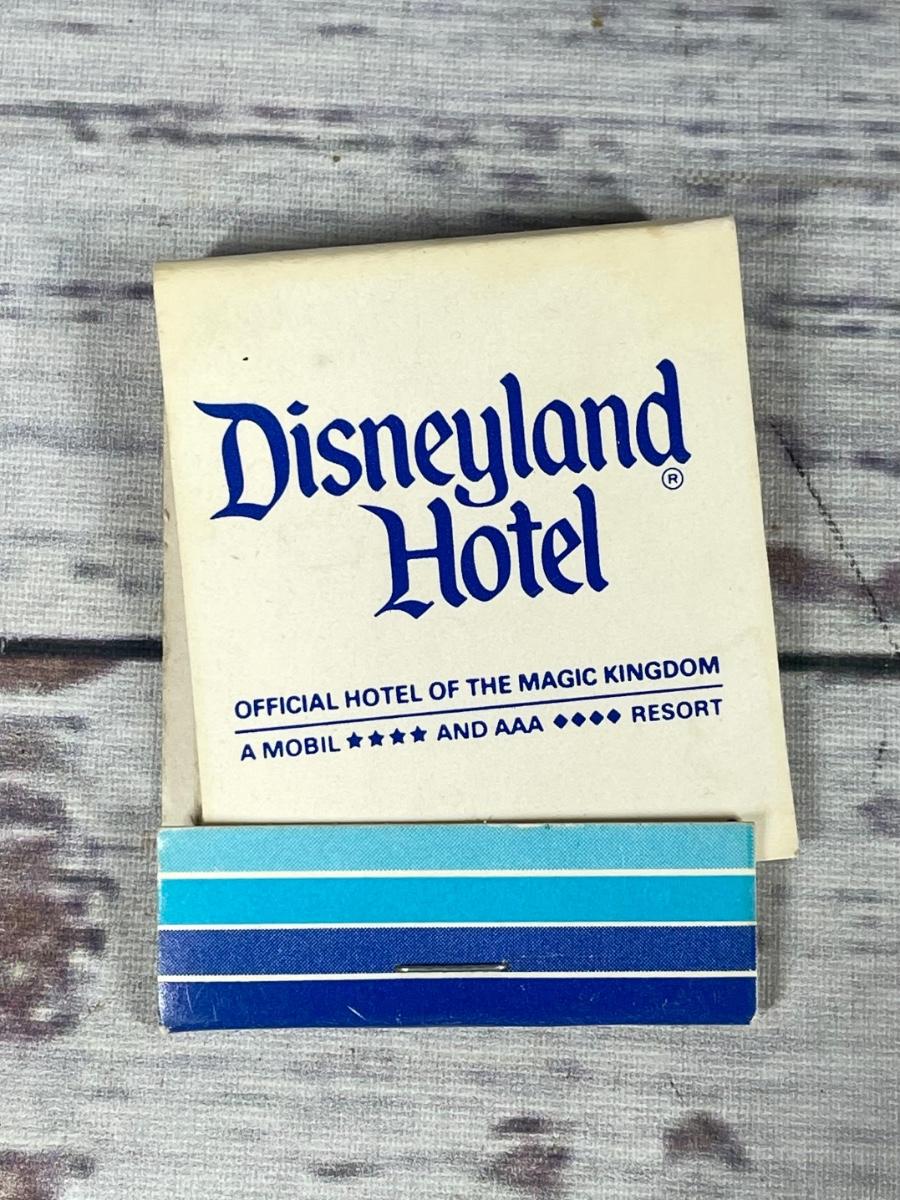 Disneyland
®
Hotel
OFFICIAL HOTEL OF THE MAGIC KINGDOM
A MOBIL ★★★★ AND AAA ◆◆◆◆ RESORT